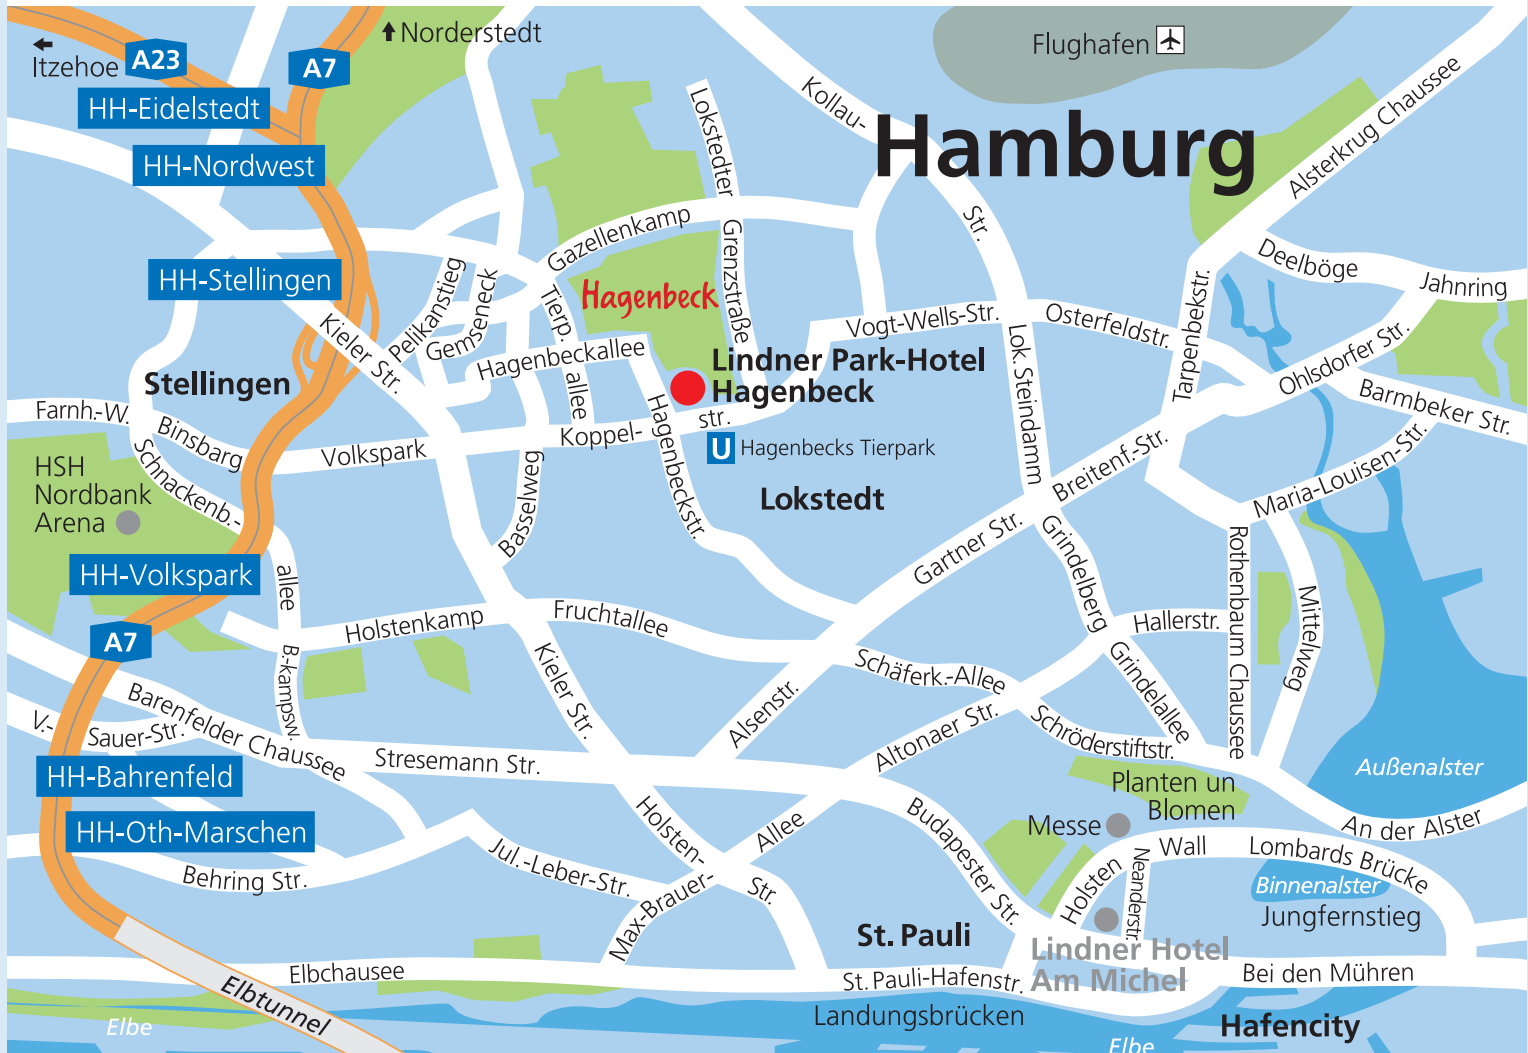 Norderstedt
Itzehoe
A23
A7
Flughafen
HH-Eidelstedt
HH-Nordwest
Hamburg
Kollau-
Str.
Lokstedter
Grenzstraße
Alsterkrug Chaussee
Gazellenkamp
Deelböge
Jahnring
HH-Stellingen
Pelikanstieg
Gemseneck
Tierp.
allee
Hagenbeck
Kieler Str.
Hagenbeckallee
Vogt-Wells-Str.
Osterfeldstr.
Tarpenbekstr.
Ohlsdorfer Str.
Lok. Steindamm
Lindner Park-Hotel
Hagenbeck
Stellingen
Farnh.-W.
Binsbarg
Volkspark
Koppel-
str.
Barmbeker Str.
U
Hagenbecks Tierpark
Hagenbeckstr.
HSH
Nordbank
Arena
Schnackenb.-
allee
Basselweg
Lokstedt
Breitenf.-Str.
Maria-Louisen-Str.
Gartner Str.
Grindelberg
Rothenbaum Chaussee
Mittelweg
HH-Volkspark
A7
Holstenkamp
Fruchtallee
Hallerstr.
B.-kampsw.
Kieler Str.
Schäferk.-Allee
Grindelallee
Barenfelder Chaussee
V.-
Sauer-Str.
Stresemann Str.
Alsenstr.
Altonaer Str.
Schröderstiftstr.
HH-Bahrenfeld
Außenalster
Planten un
Blomen
HH-Oth-Marschen
Holsten-
Str.
Allee
Budapester Str.
Messe
Wall
An der Alster
Lombards Brücke
Behring Str.
Jul.-Leber-Str.
Max-Brauer-
Holsten
Neanderstr.
Binnenalster
Jungfernstieg
St. Pauli
Lindner Hotel
Am Michel
Elbchausee
St. Pauli-Hafenstr.
Bei den Mühren
Elbtunnel
Landungsbrücken
Hafencity
Elbe
Elbe